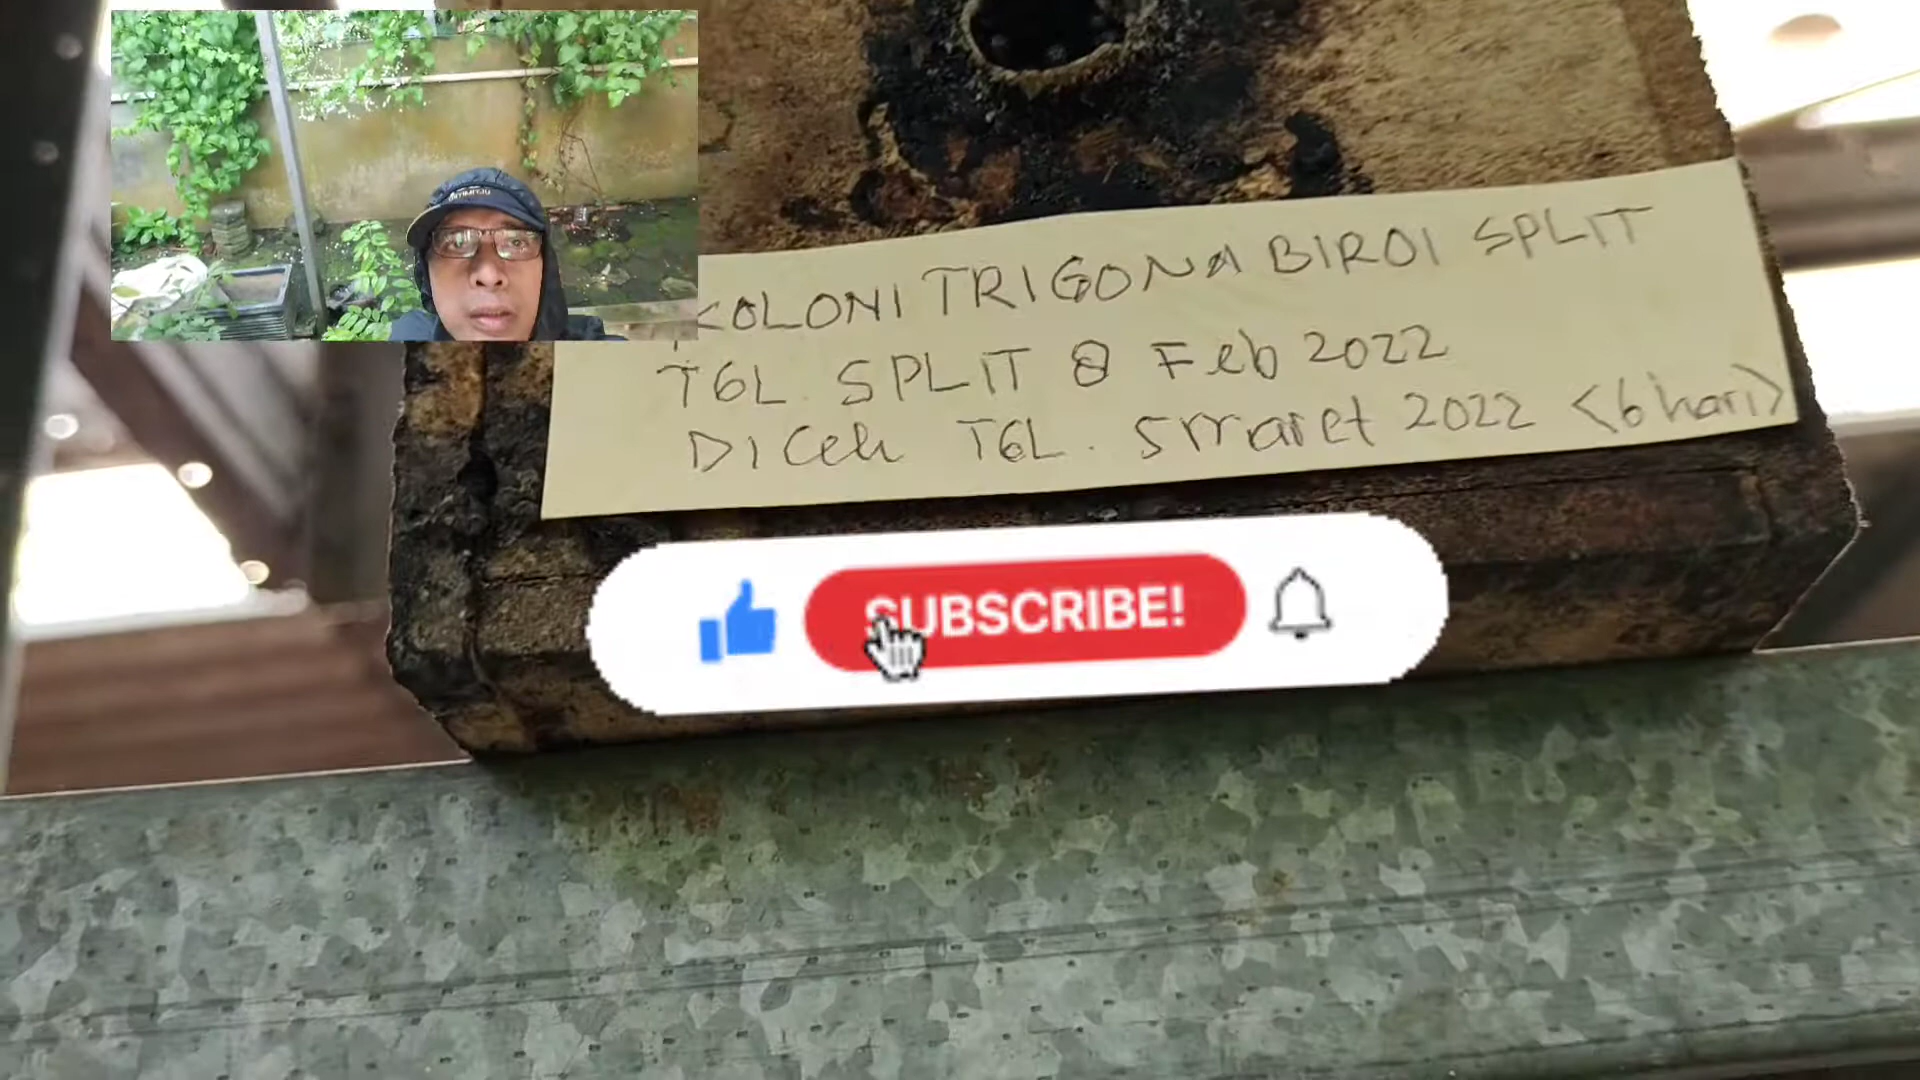 KOLONI TRIGONA BIROI SPLIT
TGL. SPLIT 8 Feb 2022
DICek TGL. 5 maret 2022 <6 hari>
SUBSCRIBE!